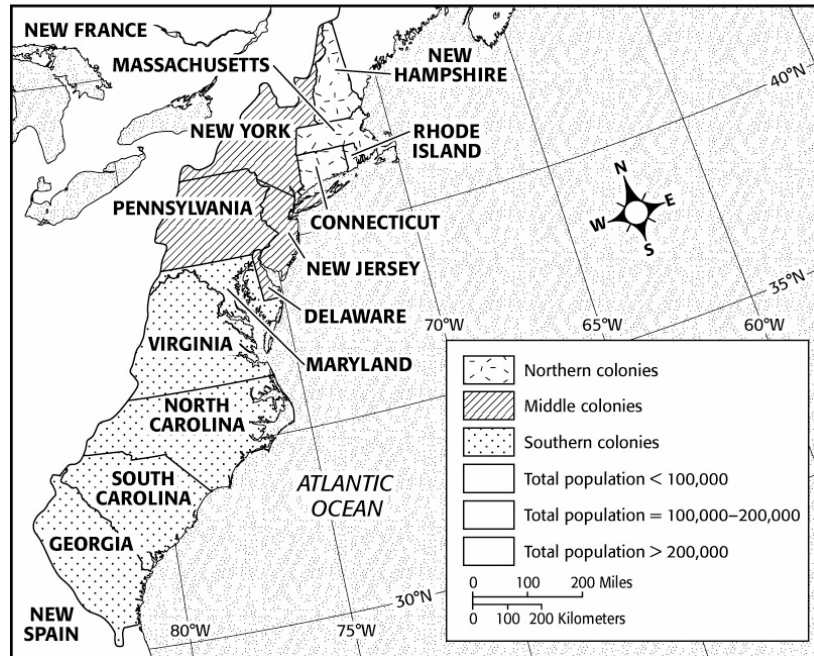 NEW FRANCE
MASSACHUSETTS
NEW
HAMPSHIRE
NEW YORK
RHODE
ISLAND
PENNSYLVANIA
CONNECTICUT
NEW JERSEY
DELAWARE
MARYLAND
VIRGINIA
NORTH
CAROLINA
SOUTH
CAROLINA
GEORGIA
NEW
SPAIN
ATLANTIC
OCEAN
40°N
35°N
30°N
80°W
75°W
70°W
65°W
60°W
N
E
S
W
Northern colonies
Middle colonies
Southern colonies
Total population < 100,000
Total population = 100,000–200,000
Total population > 200,000
0 100 200 Miles
0 100 200 Kilometers